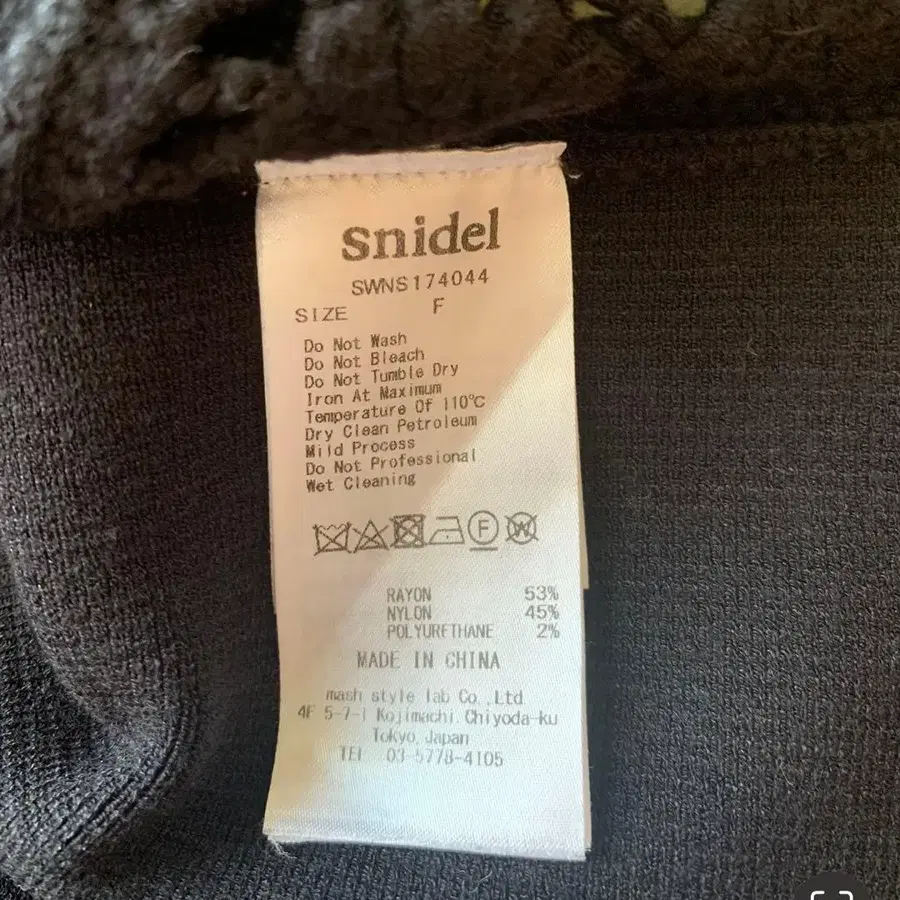 snidel
SWNS174044
SIZE F
Do Not Wash
Do Not Bleach
Do Not Tumble Dry
Iron At Maximum
Temperature Of 110℃
Dry Clean Petroleum
Mild Process
Do Not Professional
Wet Cleaning
F W
RAYON 53%
NYLON 45%
POLYURETHANE 2%
MADE IN CHINA
mash style lab Co.,Ltd
4F 5-7-1 Kojimachi.Chiyoda-ku
Tokyo,Japan
TEL 03-5778-4105